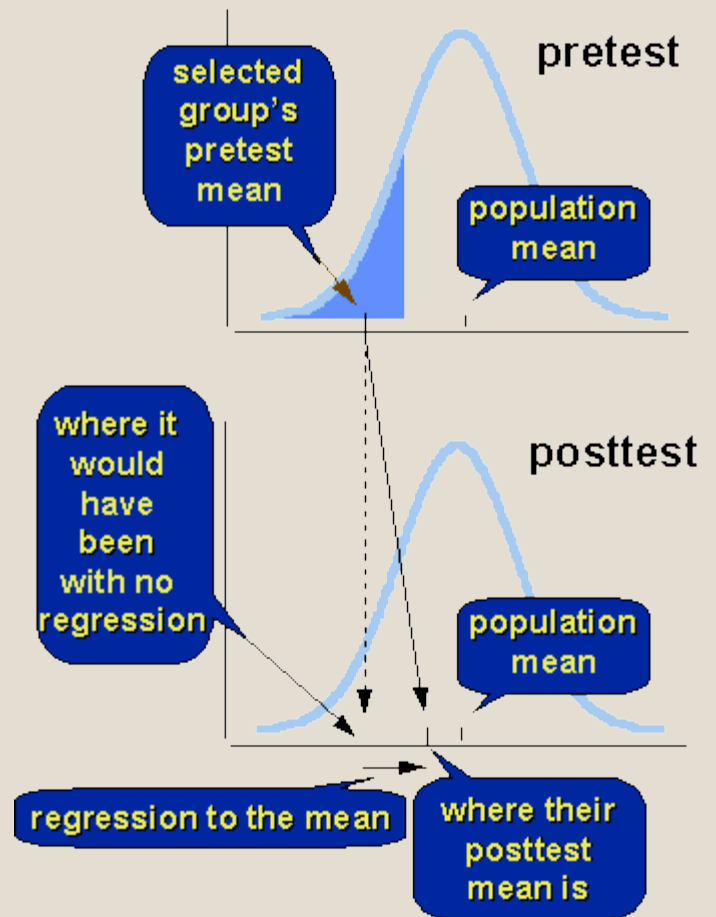 pretest
selected
group's
pretest
mean
population
mean
where it
would
have
been
with no
regression
posttest
population
mean
regression to the mean
where their
posttest
mean is